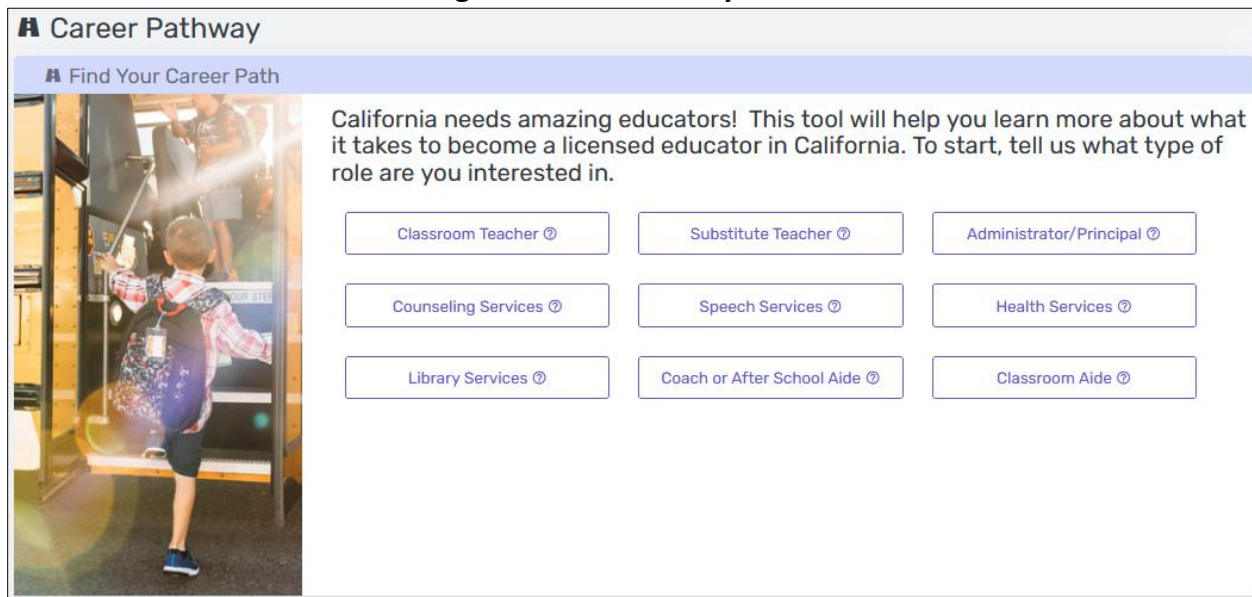 Career Pathway
Find Your Career Path
California needs amazing educators! This tool will help you learn more about what
it takes to become a licensed educator in California. To start, tell us what type of
role are you interested in.
Classroom Teacher
Substitute Teacher
Administrator/Principal
Counseling Services
Speech Services
Health Services
Library Services
Coach or After School Aide
Classroom Aide
OUR STEP